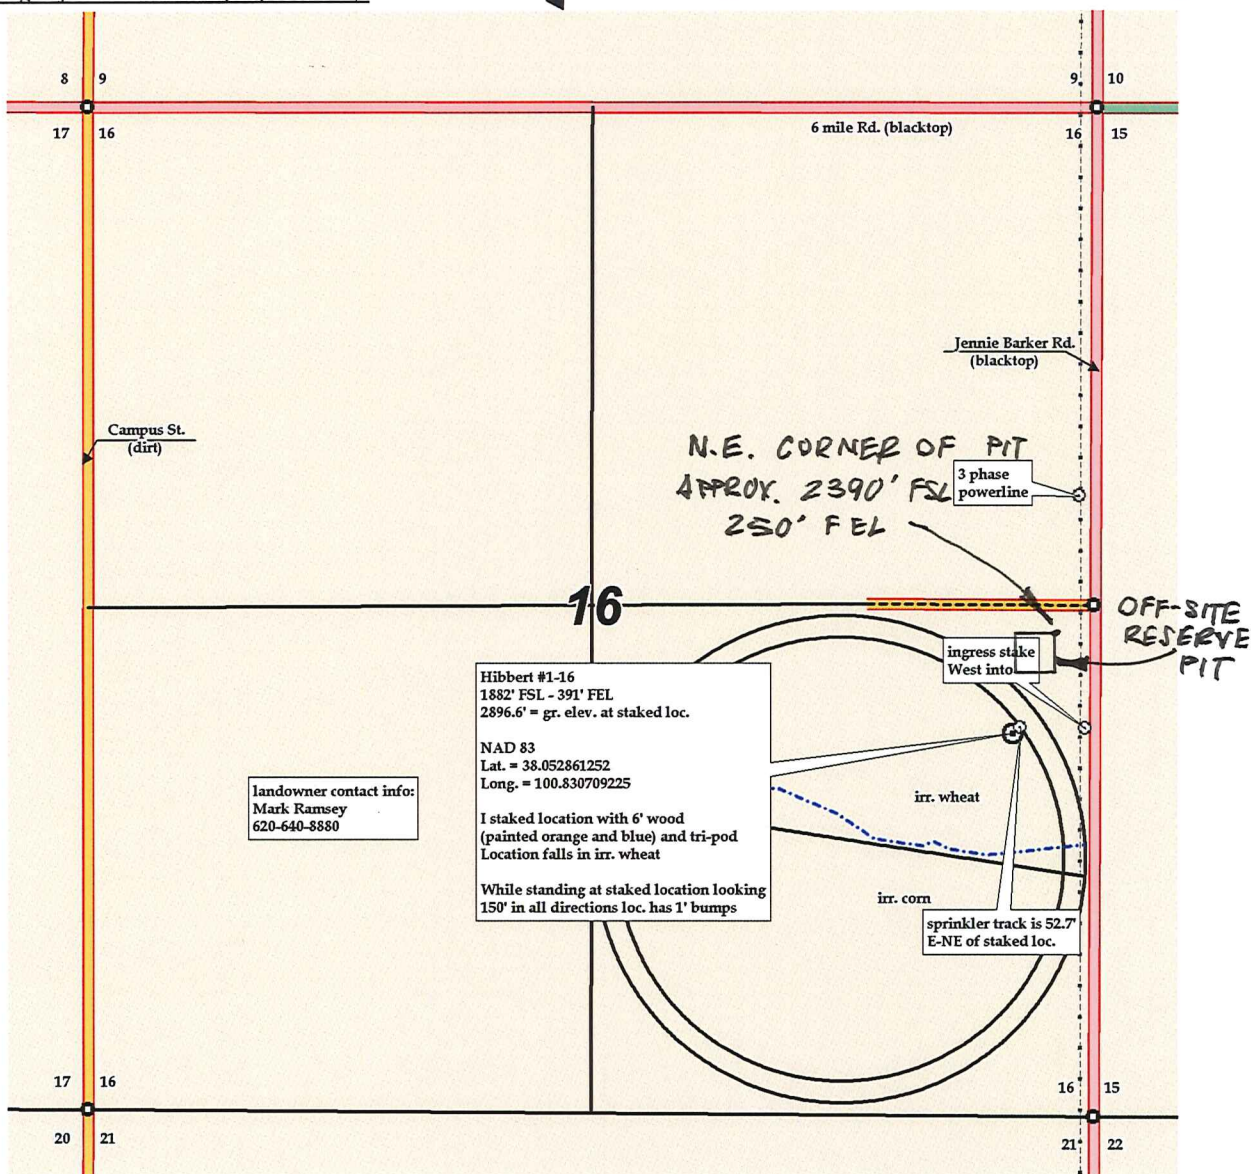 8 9
9 10
17 16
6 mile Rd. (blacktop)
16 15
Jennie Barker Rd.
(blacktop)
Campus St.
(dirt)
N.E. CORNER OF PIT
APPROX. 2390' FSL
250' FEL
3 phase
powerline
16
OFF-SITE
RESERVE
PIT
ingress stake
West into
Hibbert #1-16
1882' FSL - 391' FEL
2896.6' = gr. elev. at staked loc.
NAD 83
Lat. = 38.052861252
Long. = 100.830709225
I staked location with 6' wood
(painted orange and blue) and tri-pod
Location falls in irr. wheat
While standing at staked location looking
150' in all directions loc. has 1' bumps
landowner contact info:
Mark Ramsey
620-640-8880
irr. wheat
irr. corn
sprinkler track is 52.7'
E-NE of staked loc.
17 16
16 15
20 21
21 22